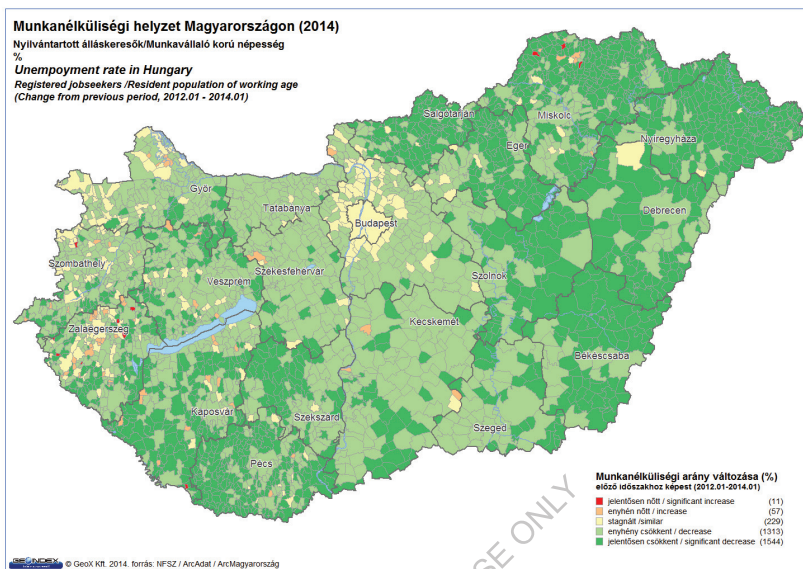 Munkanélküliségi helyzet Magyarországon (2014)
Nyilvántartott álláskeresők/Munkavállaló korú népesség
%
Unempoyment rate in Hungary
Registered jobseekers /Resident population of working age
(Change from previous period, 2012.01 - 2014.01)
Salgótarján
Miskolc
Eger
Nyíregyháza
Győr
Tatabánya
Budapest
Debrecen
Szombathely
Veszprém
Székesfehérvár
Szolnok
Zalaegerszeg
Kecskemét
Békéscsaba
Kaposvár
Szekszárd
Szeged
Pécs
SE ONLY
Munkanélküliségi arány változása (%)
előző időszakhoz képest (2012.01-2014.01)
jelentősen nőtt / significant increase (11)
enyhén nőtt / increase (57)
stagnált /similar (229)
enyhény csökkent / decrease (1313)
jelentősen csökkent / significant decrease (1544)
GEOINDEX © GeoX Kft. 2014. forrás: NFSZ / ArcAdat / ArcMagyarország